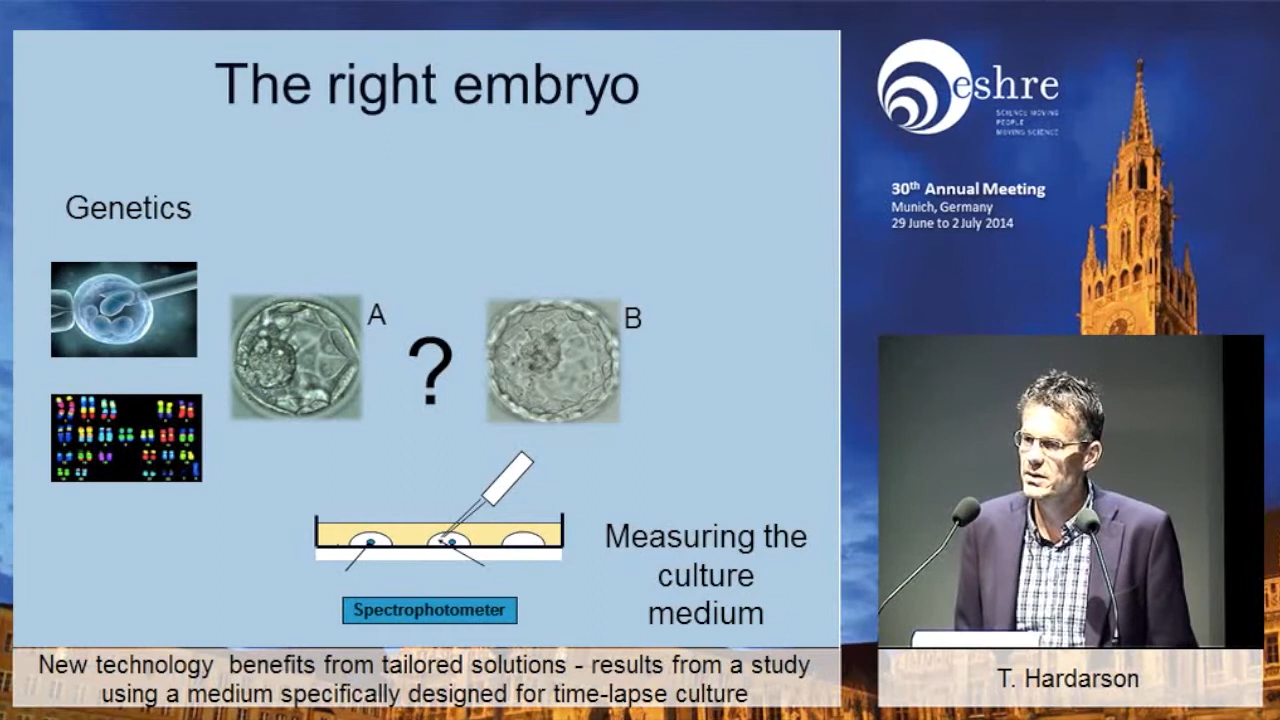 The right embryo
Genetics
A
?
B
Measuring the
culture
medium
Spectrophotometer
New technology benefits from tailored solutions - results from a study
using a medium specifically designed for time-lapse culture
eshre
SCIENCE MOVING
PEOPLE
MOVING SCIENCE
30th Annual Meeting
Munich, Germany
29 June to 2 July 2014
T. Hardarson